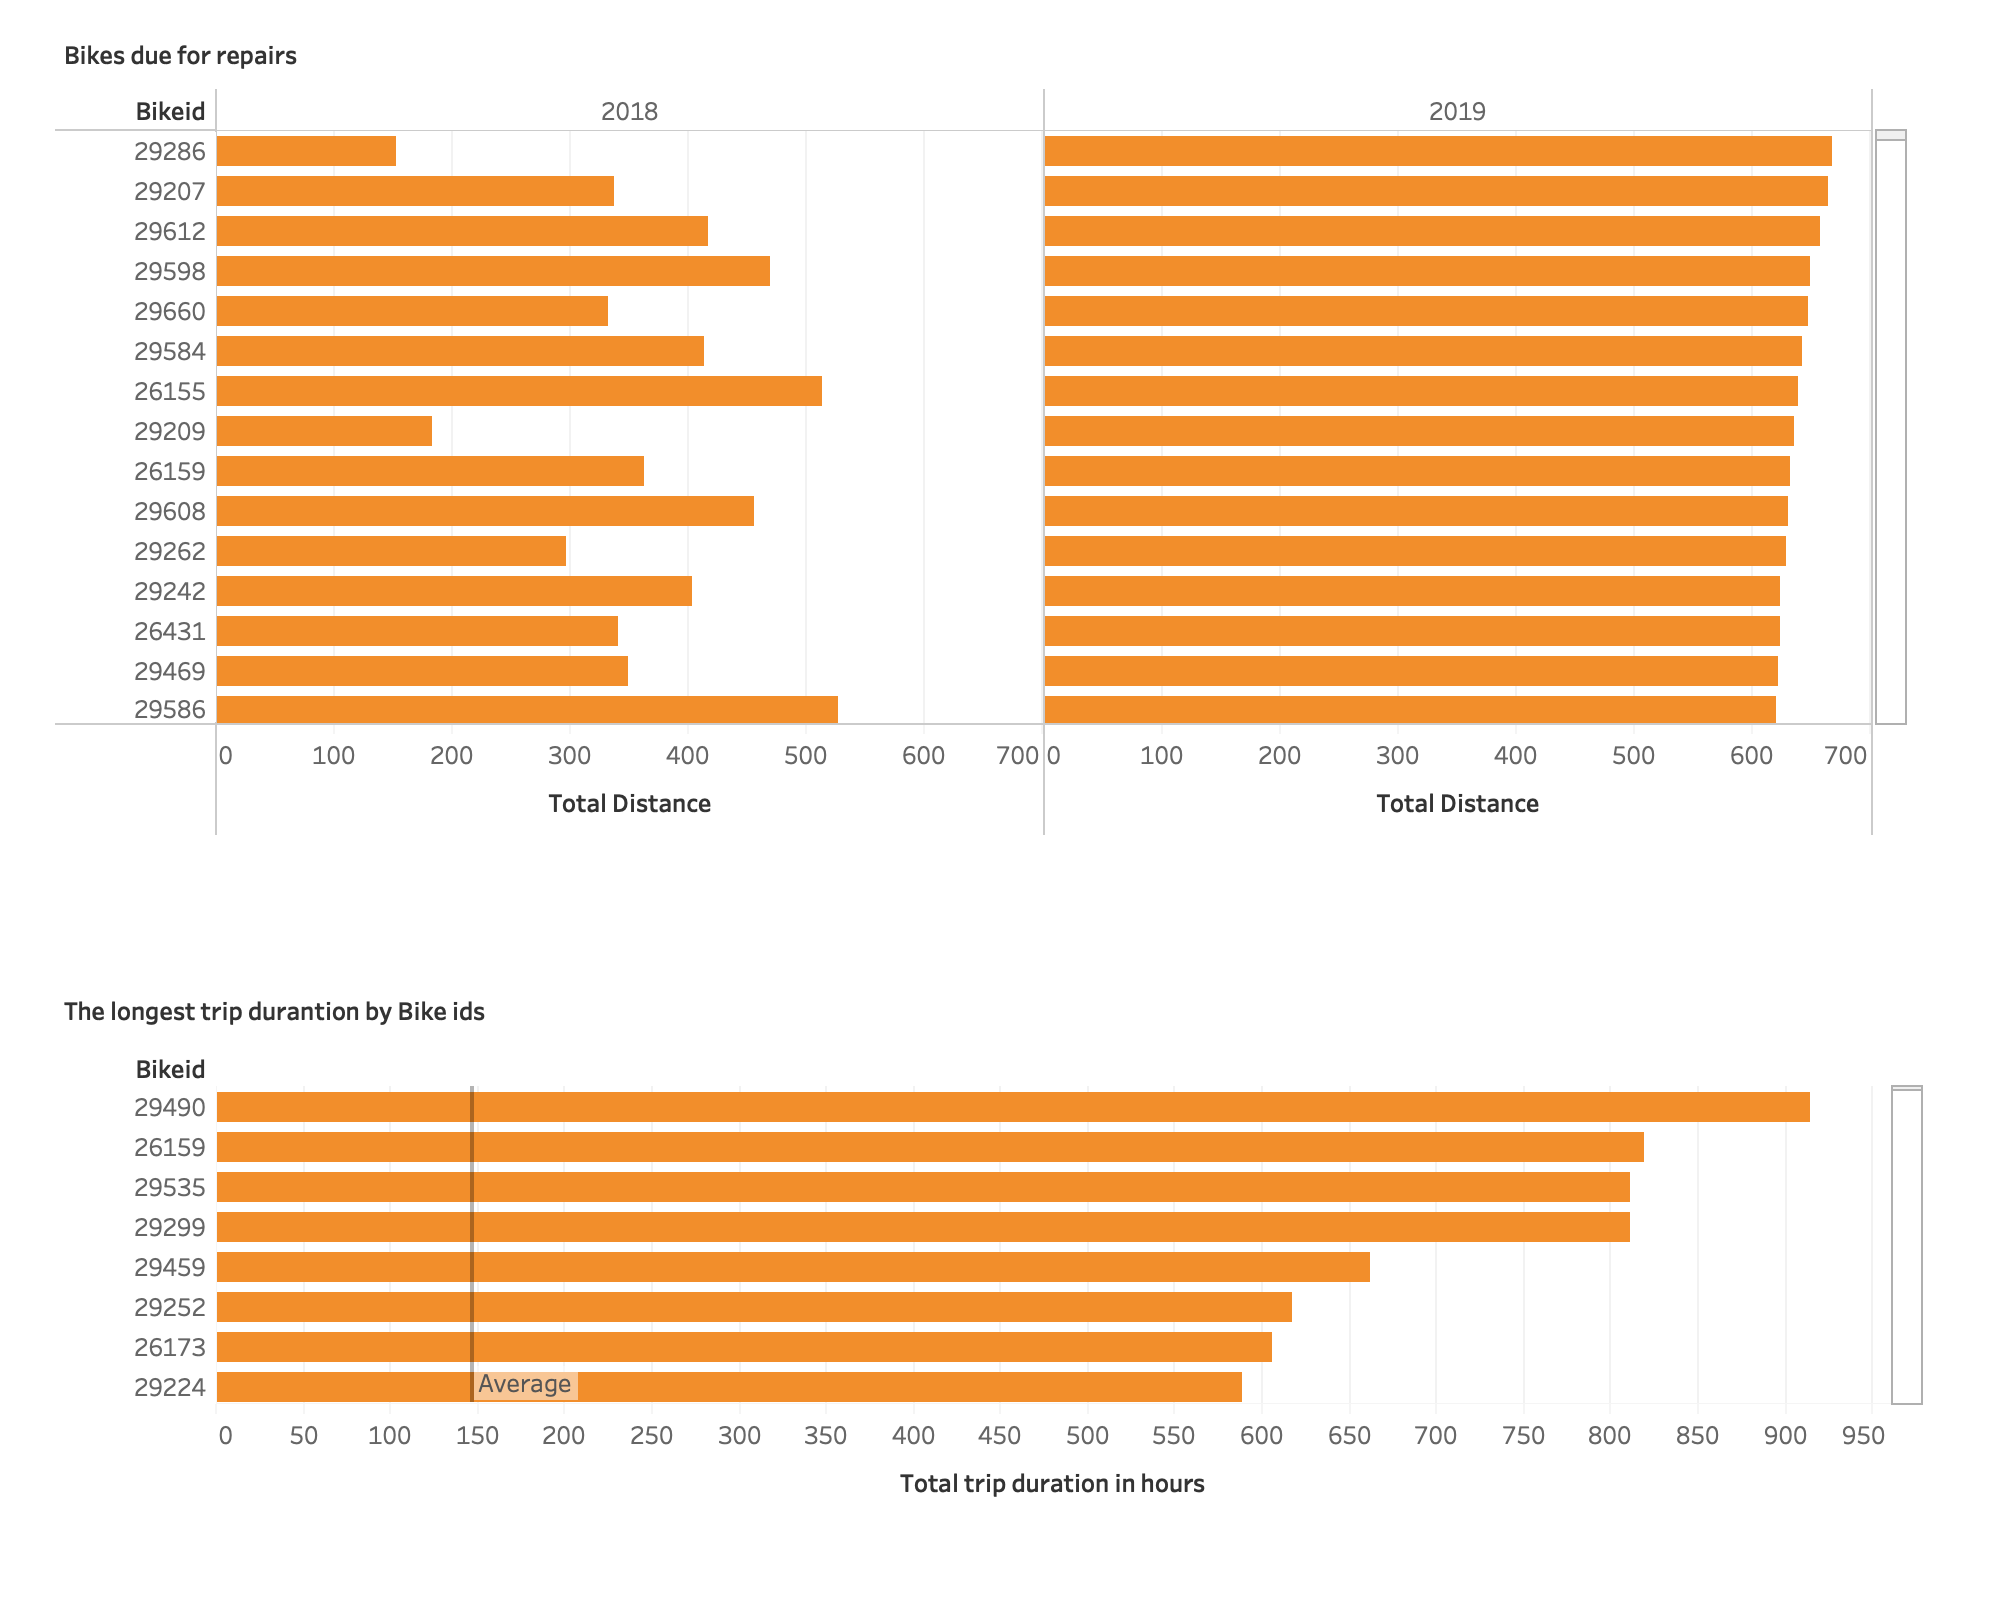 Bikes due for repairs
Bikeid 2018 2019
29286
29207
29612
29598
29660
29584
26155
29209
26159
29608
29262
29242
26431
29469
29586
0 100 200 300 400 500 600 700 0 100 200 300 400 500 600 700
Total Distance Total Distance
The longest trip durantion by Bike ids
Bikeid
29490
26159
29535
29299
29459
29252
26173
29224 Average
0 50 100 150 200 250 300 350 400 450 500 550 600 650 700 750 800 850 900 950
Total trip duration in hours